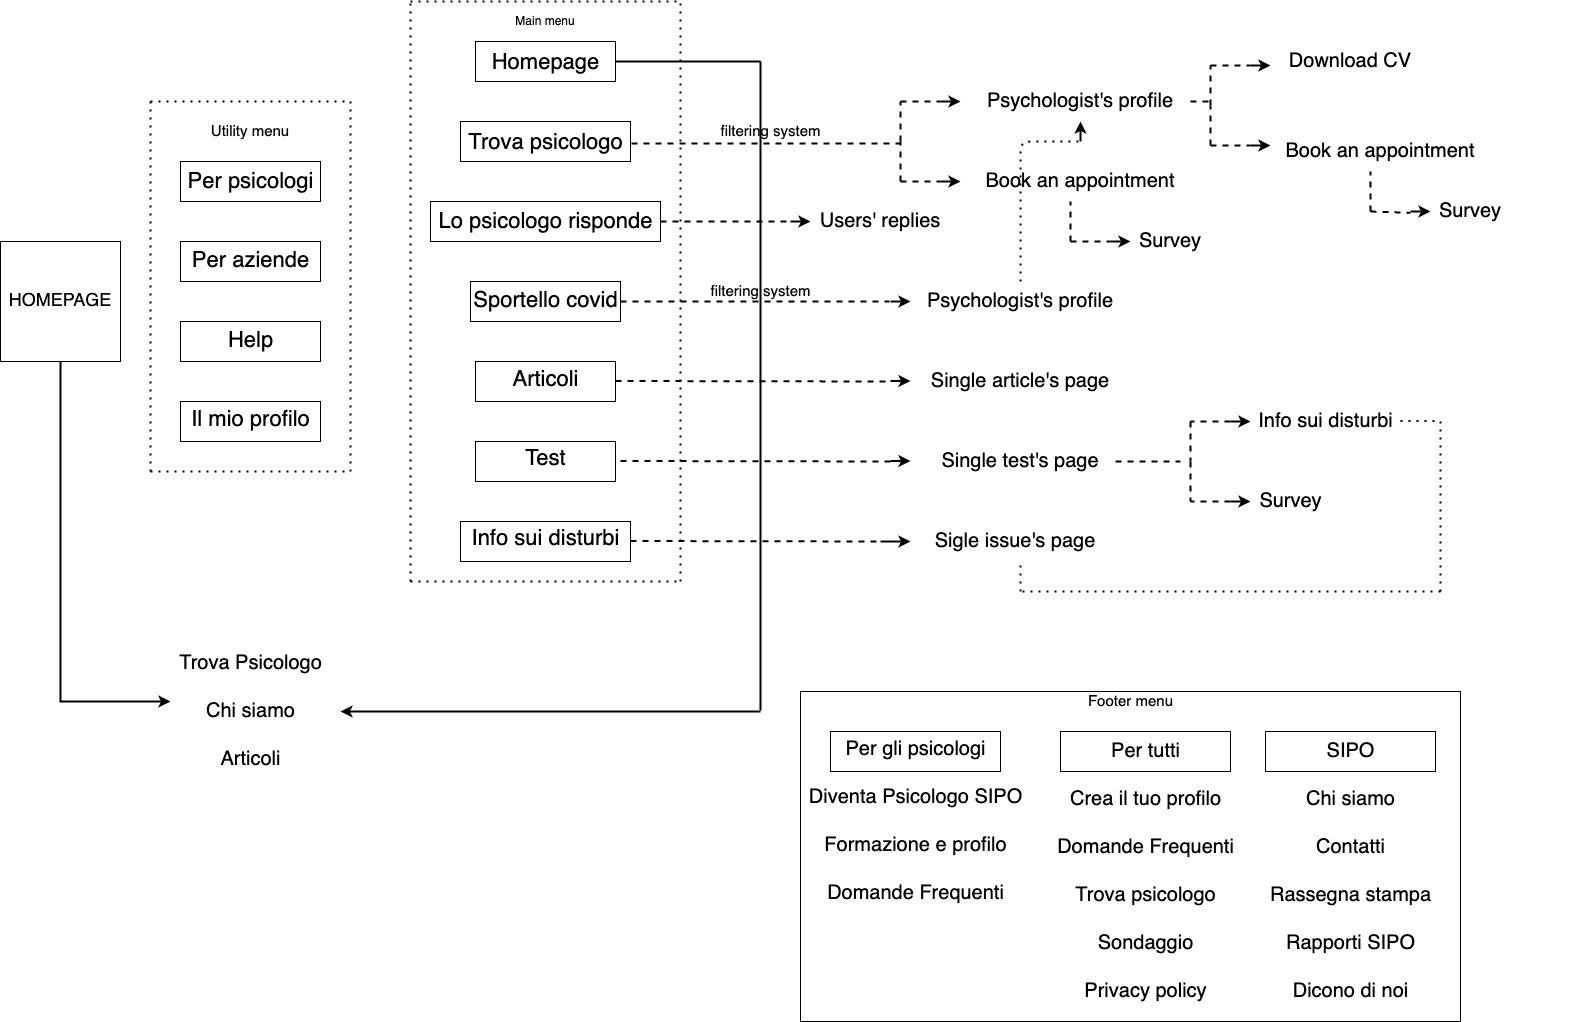 HOMEPAGE
Utility menu
Per psicologi
Per aziende
Help
Il mio profilo
Main menu
Homepage
Trova psicologo
Lo psicologo risponde
Sportello covid
Articoli
Test
Info sui disturbi
filtering system
Psychologist's profile
Download CV
Book an appointment
Survey
Book an appointment
Survey
Users' replies
filtering system
Psychologist's profile
Single article's page
Single test's page
Info sui disturbi
Survey
Sigle issue's page
Trova Psicologo
Chi siamo
Articoli
Footer menu
Per gli psicologi
Diventa Psicologo SIPO
Formazione e profilo
Domande Frequenti
Per tutti
Crea il tuo profilo
Domande Frequenti
Trova psicologo
Sondaggio
Privacy policy
SIPO
Chi siamo
Contatti
Rassegna stampa
Rapporti SIPO
Dicono di noi